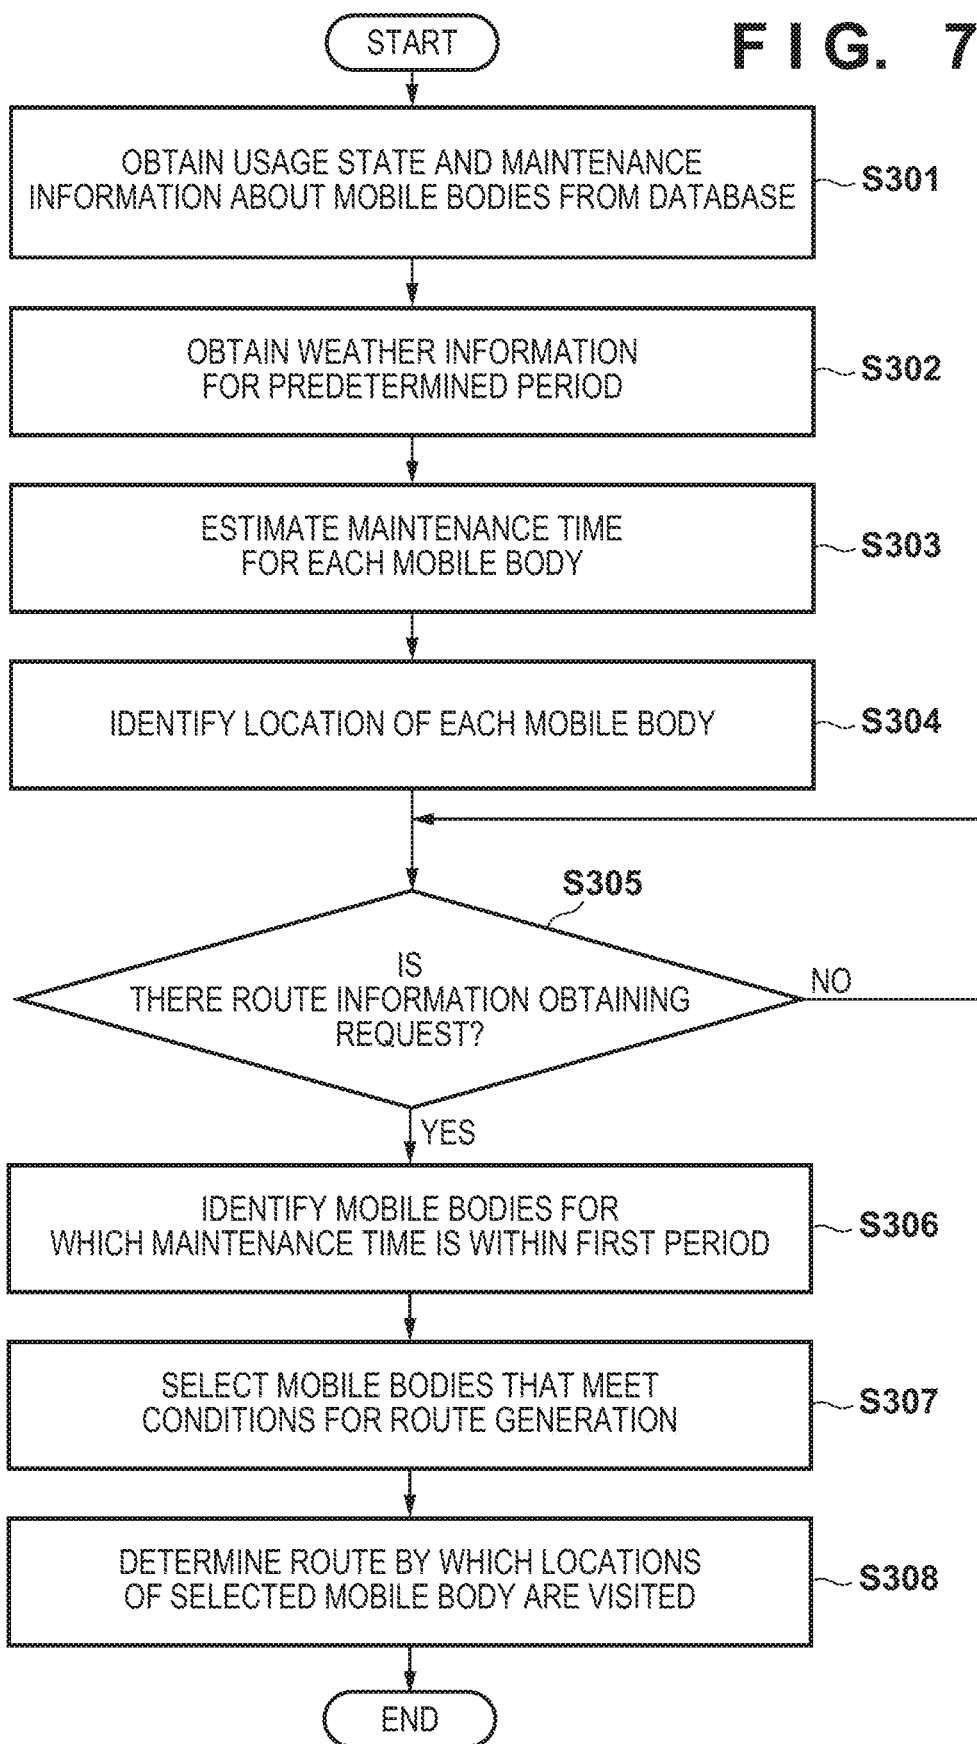 FIG. 7
START
OBTAIN USAGE STATE AND MAINTENANCE
INFORMATION ABOUT MOBILE BODIES FROM DATABASE
S301
OBTAIN WEATHER INFORMATION
FOR PREDETERMINED PERIOD
S302
ESTIMATE MAINTENANCE TIME
FOR EACH MOBILE BODY
S303
IDENTIFY LOCATION OF EACH MOBILE BODY
S304
S305
IS
THERE ROUTE INFORMATION OBTAINING
REQUEST?
NO
YES
IDENTIFY MOBILE BODIES FOR
WHICH MAINTENANCE TIME IS WITHIN FIRST PERIOD
S306
SELECT MOBILE BODIES THAT MEET
CONDITIONS FOR ROUTE GENERATION
S307
DETERMINE ROUTE BY WHICH LOCATIONS
OF SELECTED MOBILE BODY ARE VISITED
S308
END